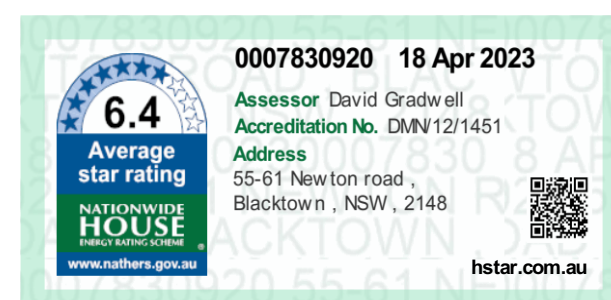 0007830920 18 Apr 2023
6.4
Average
star rating
NATIONWIDE
HOUSE
ENERGY RATING SCHEME
www.nathers.gov.au
Assessor David Gradwell
Accreditation No. DMN/12/1451
Address
55-61 Newton road ,
Blacktown , NSW , 2148
hstar.com.au